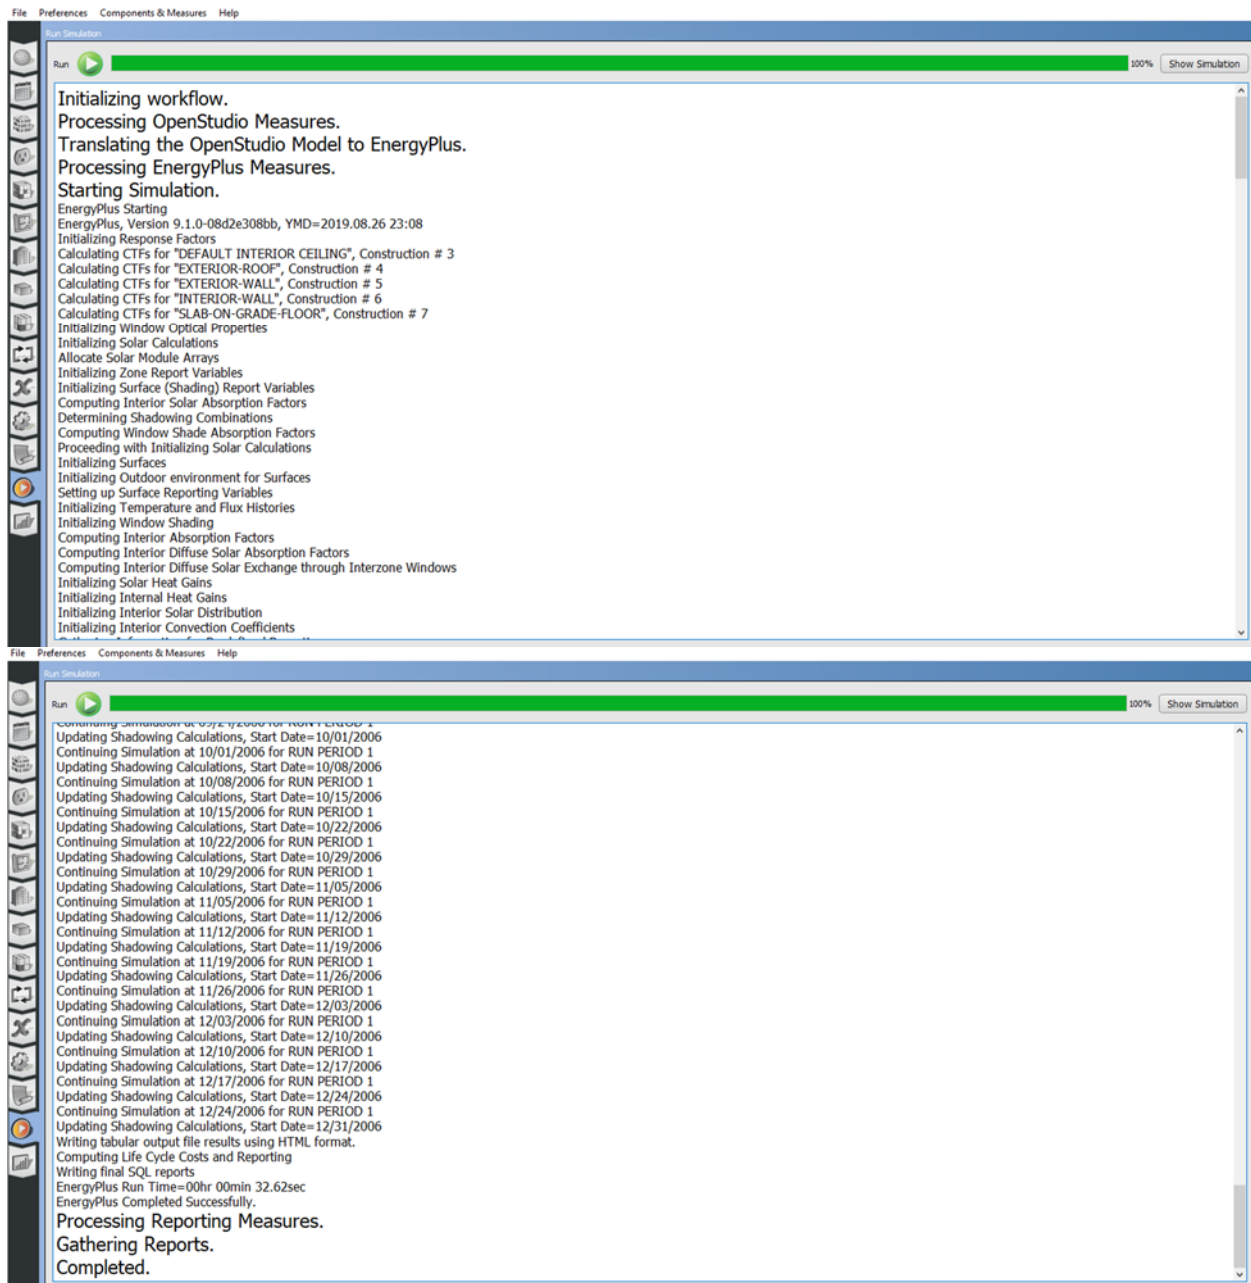 File Preferences Components & Measures Help
Run Simulation
Run 100% Show Simulation
Initializing workflow.
Processing OpenStudio Measures.
Translating the OpenStudio Model to EnergyPlus.
Processing EnergyPlus Measures.
Starting Simulation.
EnergyPlus Starting
EnergyPlus, Version 9.1.0-08d2e308bb, YMD=2019.08.26 23:08
Initializing Response Factors
Calculating CTFs for "DEFAULT INTERIOR CEILING", Construction # 3
Calculating CTFs for "EXTERIOR-ROOF", Construction # 4
Calculating CTFs for "EXTERIOR-WALL", Construction # 5
Calculating CTFs for "INTERIOR-WALL", Construction # 6
Calculating CTFs for "SLAB-ON-GRADE-FLOOR", Construction # 7
Initializing Window Optical Properties
Initializing Solar Calculations
Allocate Solar Module Arrays
Initializing Zone Report Variables
Initializing Surface (Shading) Report Variables
Computing Interior Solar Absorption Factors
Determining Shadowing Combinations
Computing Window Shade Absorption Factors
Proceeding with Initializing Solar Calculations
Initializing Surfaces
Initializing Outdoor environment for Surfaces
Setting up Surface Reporting Variables
Initializing Temperature and Flux Histories
Initializing Window Shading
Computing Interior Absorption Factors
Computing Interior Diffuse Solar Absorption Factors
Computing Interior Diffuse Solar Exchange through Interzone Windows
Initializing Solar Heat Gains
Initializing Internal Heat Gains
Initializing Interior Solar Distribution
Initializing Interior Convection Coefficients
File Preferences Components & Measures Help
Run Simulation
Run 100% Show Simulation
Continuing Simulation at 09/24/2006 for RUN PERIOD 1
Updating Shadowing Calculations, Start Date=10/01/2006
Continuing Simulation at 10/01/2006 for RUN PERIOD 1
Updating Shadowing Calculations, Start Date=10/08/2006
Continuing Simulation at 10/08/2006 for RUN PERIOD 1
Updating Shadowing Calculations, Start Date=10/15/2006
Continuing Simulation at 10/15/2006 for RUN PERIOD 1
Updating Shadowing Calculations, Start Date=10/22/2006
Continuing Simulation at 10/22/2006 for RUN PERIOD 1
Updating Shadowing Calculations, Start Date=10/29/2006
Continuing Simulation at 10/29/2006 for RUN PERIOD 1
Updating Shadowing Calculations, Start Date=11/05/2006
Continuing Simulation at 11/05/2006 for RUN PERIOD 1
Updating Shadowing Calculations, Start Date=11/12/2006
Continuing Simulation at 11/12/2006 for RUN PERIOD 1
Updating Shadowing Calculations, Start Date=11/19/2006
Continuing Simulation at 11/19/2006 for RUN PERIOD 1
Updating Shadowing Calculations, Start Date=11/26/2006
Continuing Simulation at 11/26/2006 for RUN PERIOD 1
Updating Shadowing Calculations, Start Date=12/03/2006
Continuing Simulation at 12/03/2006 for RUN PERIOD 1
Updating Shadowing Calculations, Start Date=12/10/2006
Continuing Simulation at 12/10/2006 for RUN PERIOD 1
Updating Shadowing Calculations, Start Date=12/17/2006
Continuing Simulation at 12/17/2006 for RUN PERIOD 1
Updating Shadowing Calculations, Start Date=12/24/2006
Continuing Simulation at 12/24/2006 for RUN PERIOD 1
Updating Shadowing Calculations, Start Date=12/31/2006
Writing tabular output file results using HTML format.
Computing Life Cycle Costs and Reporting
Writing final SQL reports
EnergyPlus Run Time=00hr 00min 32.62sec
EnergyPlus Completed Successfully.
Processing Reporting Measures.
Gathering Reports.
Completed.